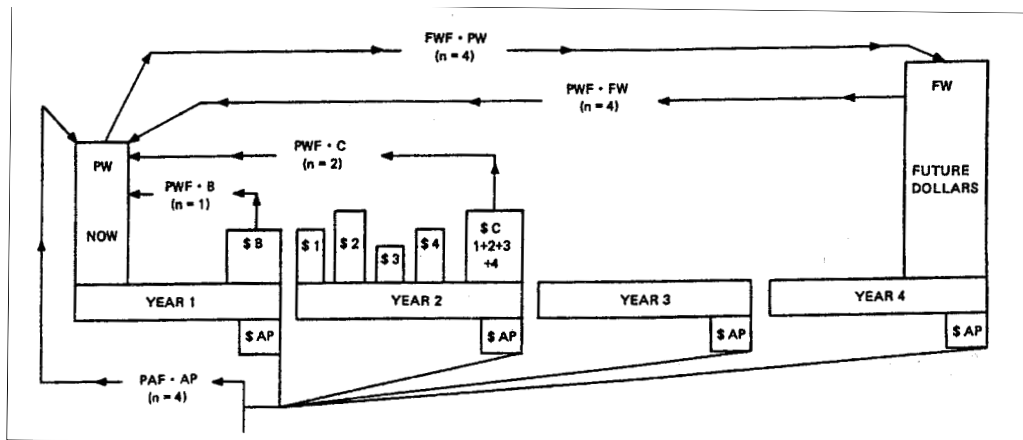 FWF • PW
(n = 4)
FW
PWF • FW
(n = 4)
PWF • C
(n = 2)
PW
PWF • B
(n = 1)
FUTURE
DOLLARS
NOW
$ B
$ 1
$ 2
$ 3
$ 4
$ C
1+2+3
+4
YEAR 1
YEAR 2
YEAR 3
YEAR 4
$ AP
$ AP
$ AP
$ AP
PAF • AP
(n = 4)